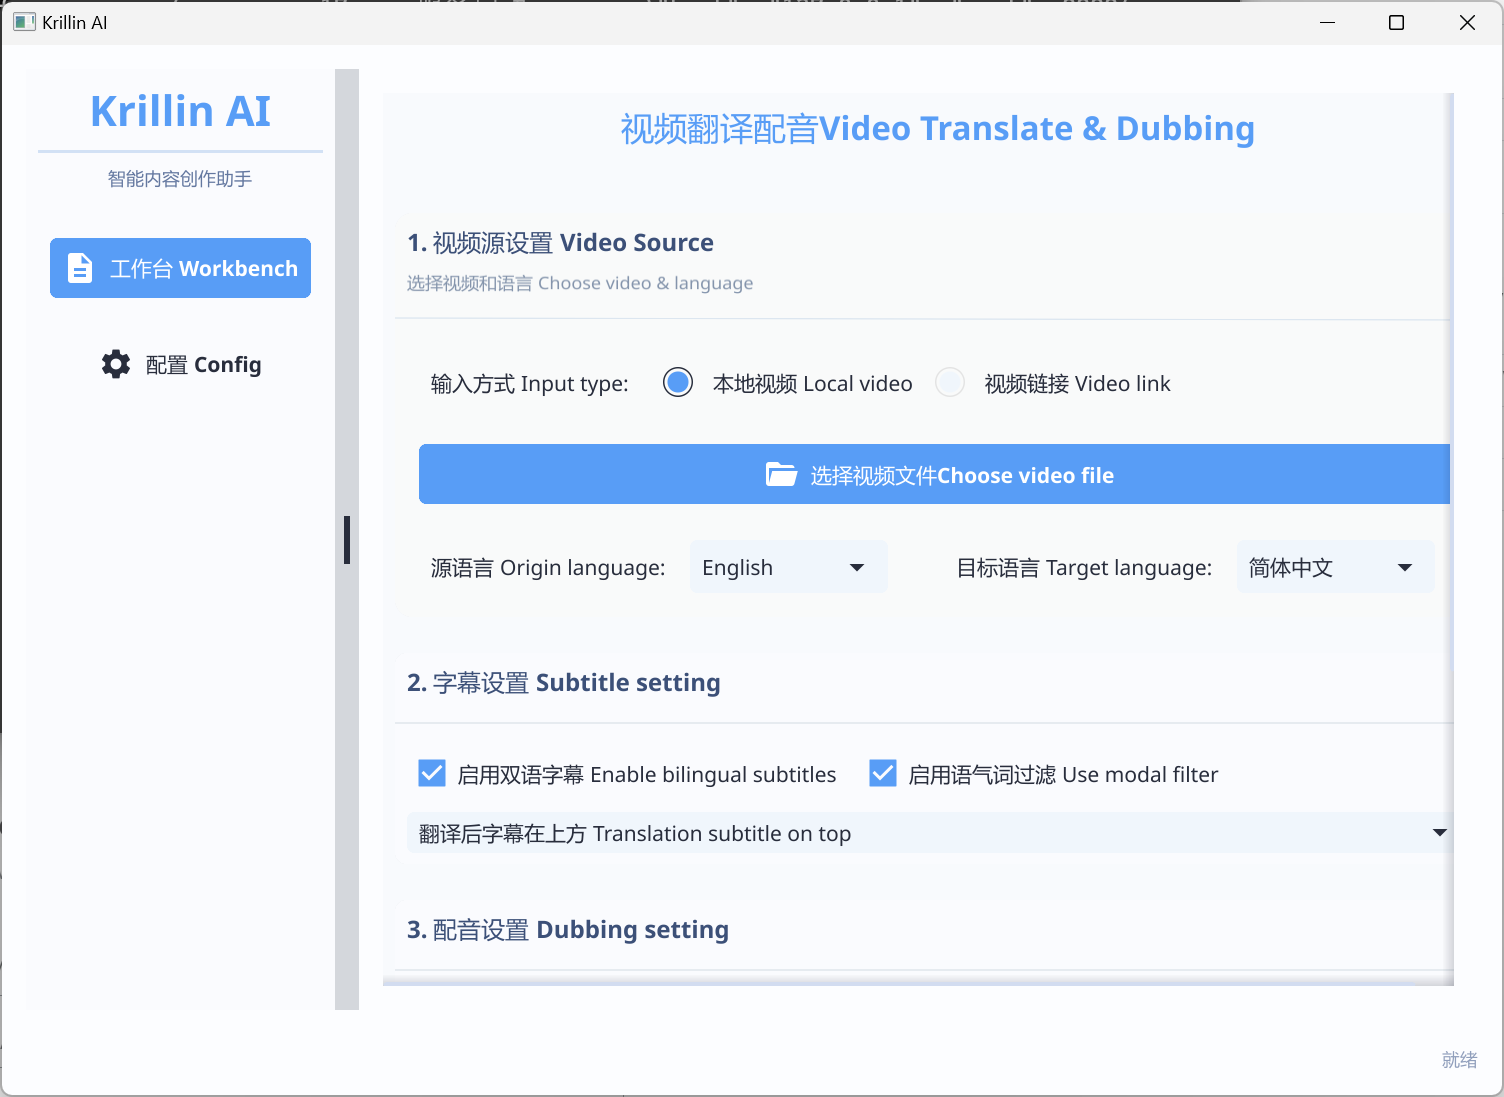 Krillin AI
Krillin AI
智能内容创作助手
工作台 Workbench
配置 Config
视频翻译配音Video Translate & Dubbing
1. 视频源设置 Video Source
选择视频和语言 Choose video & language
输入方式 Input type: 本地视频 Local video 视频链接 Video link
选择视频文件Choose video file
源语言 Origin language: English 目标语言 Target language: 简体中文
2. 字幕设置 Subtitle setting
启用双语字幕 Enable bilingual subtitles 启用语气词过滤 Use modal filter
翻译后字幕在上方 Translation subtitle on top
3. 配音设置 Dubbing setting
就绪